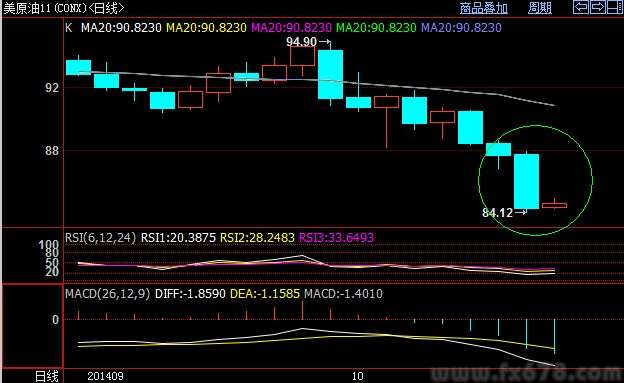 美原油11(CONX)<日线> 商品叠加 周期
K MA20:90.8230 MA20:90.8230 MA20:90.8230 MA20:90.8230 MA20:90.8230
94.90
92
88
84.12
RSI(6,12,24) RSI1:20.3875 RSI2:28.2483 RSI3:33.6493
100
80
50
20
MACD(26,12,9) DIFF:-1.8590 DEA:-1.1585 MACD:-1.4010
0
日线 201409 10
www.fx678.com